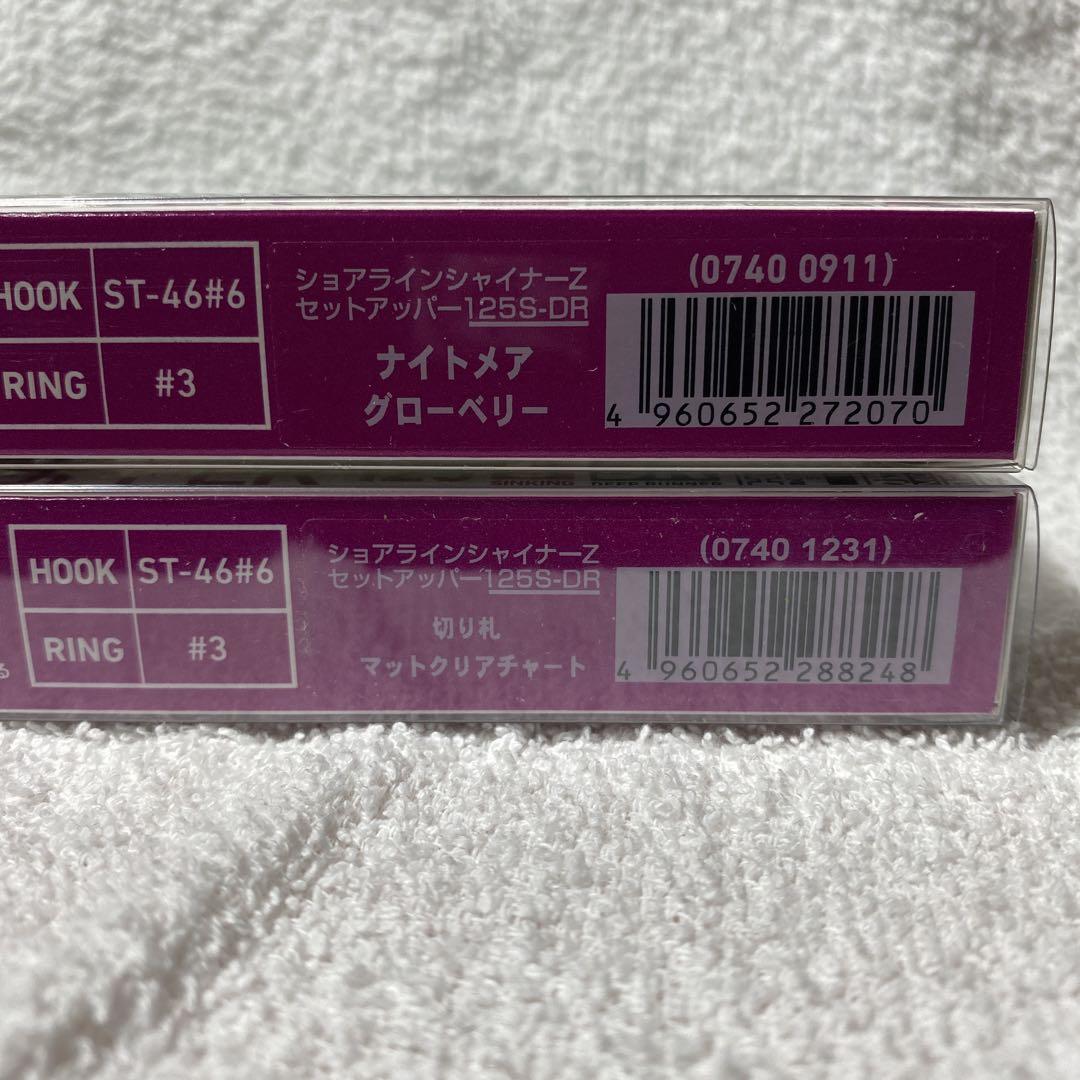 HOOK ST-46#6
RING #3
ショアラインシャイナーZ
セットアッパー125S-DR
ナイトメア
グローベリー
(0740 0911)
4 960652 272070
SINKING DEEP RUNNER
HOOK ST-46#6
RING #3
る
ショアラインシャイナーZ
セットアッパー125S-DR
切り札
マットクリアチャート
(0740 1231)
4 960652 288248